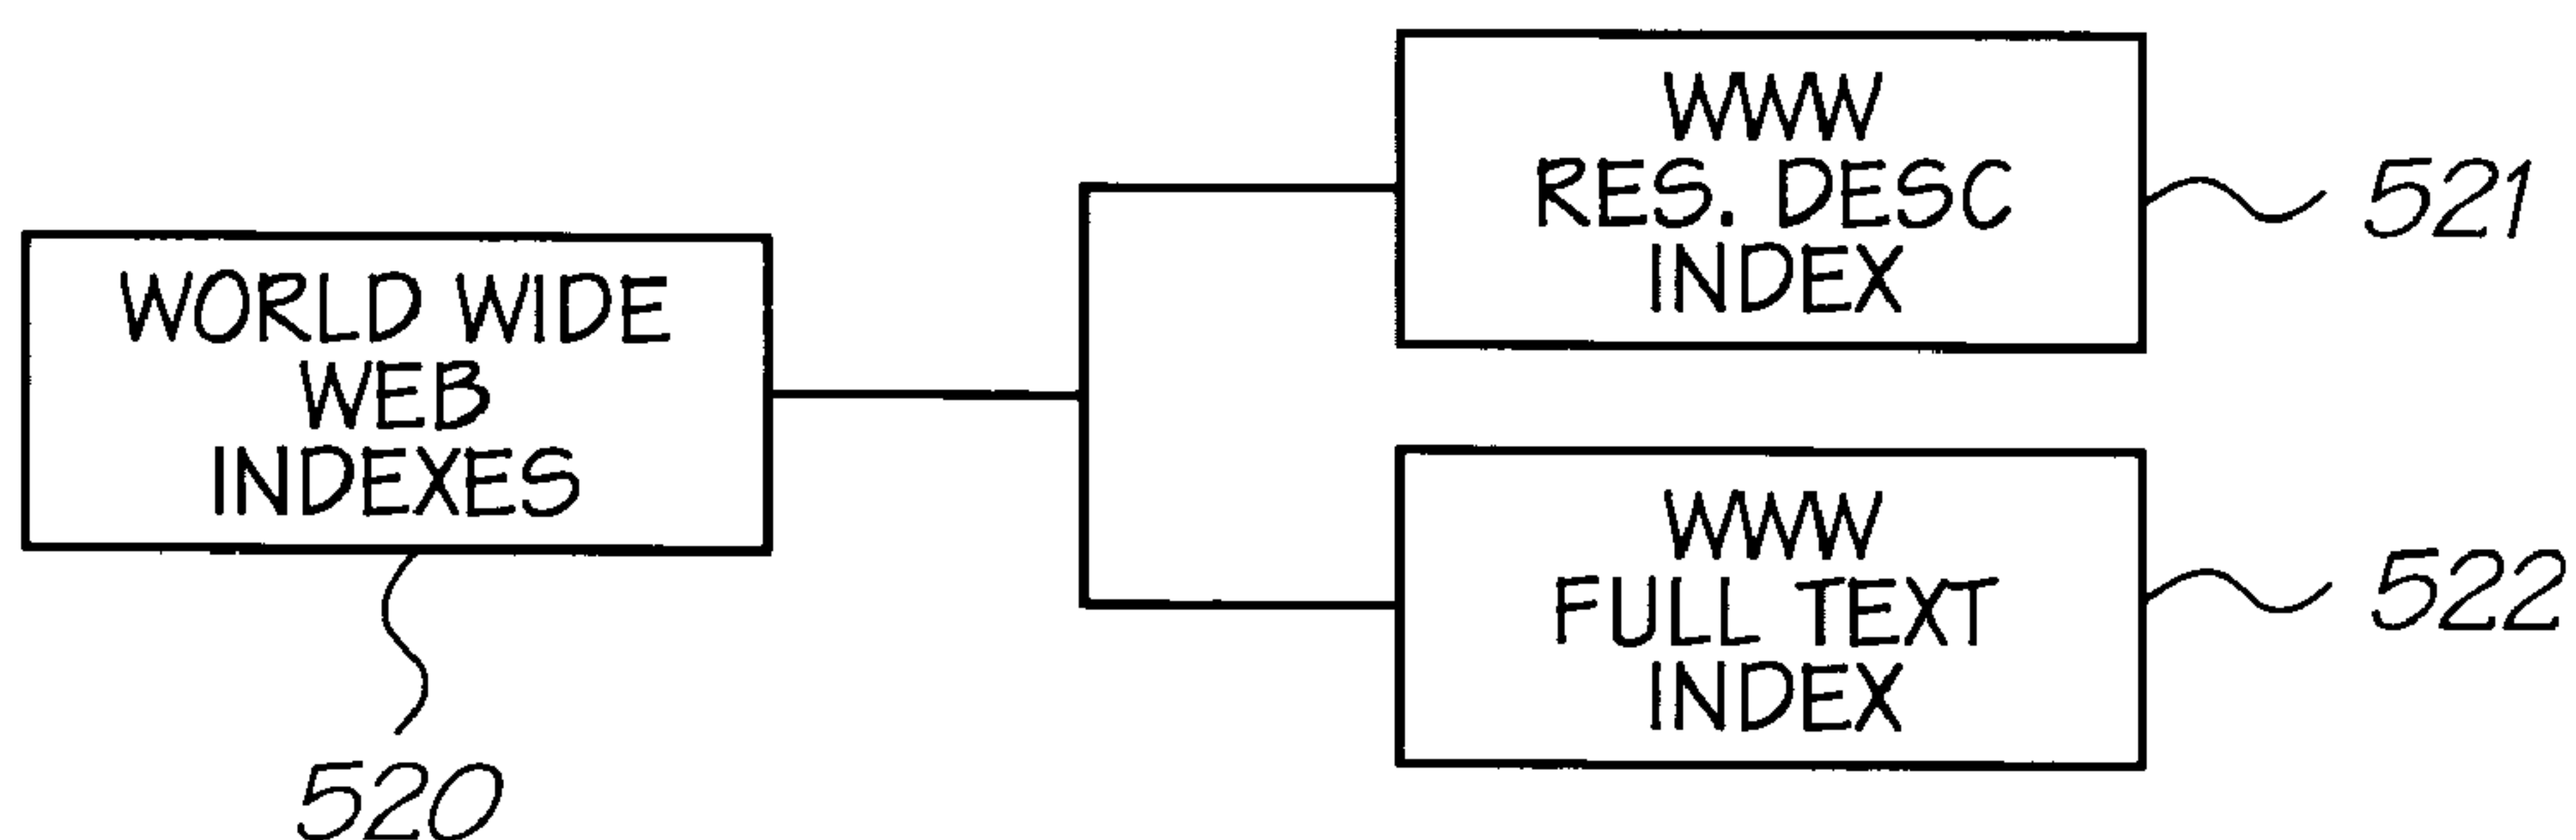 WORLD WIDE
WEB
INDEXES
520
WWW
RES. DESC
INDEX
521
WWW
FULL TEXT
INDEX
522